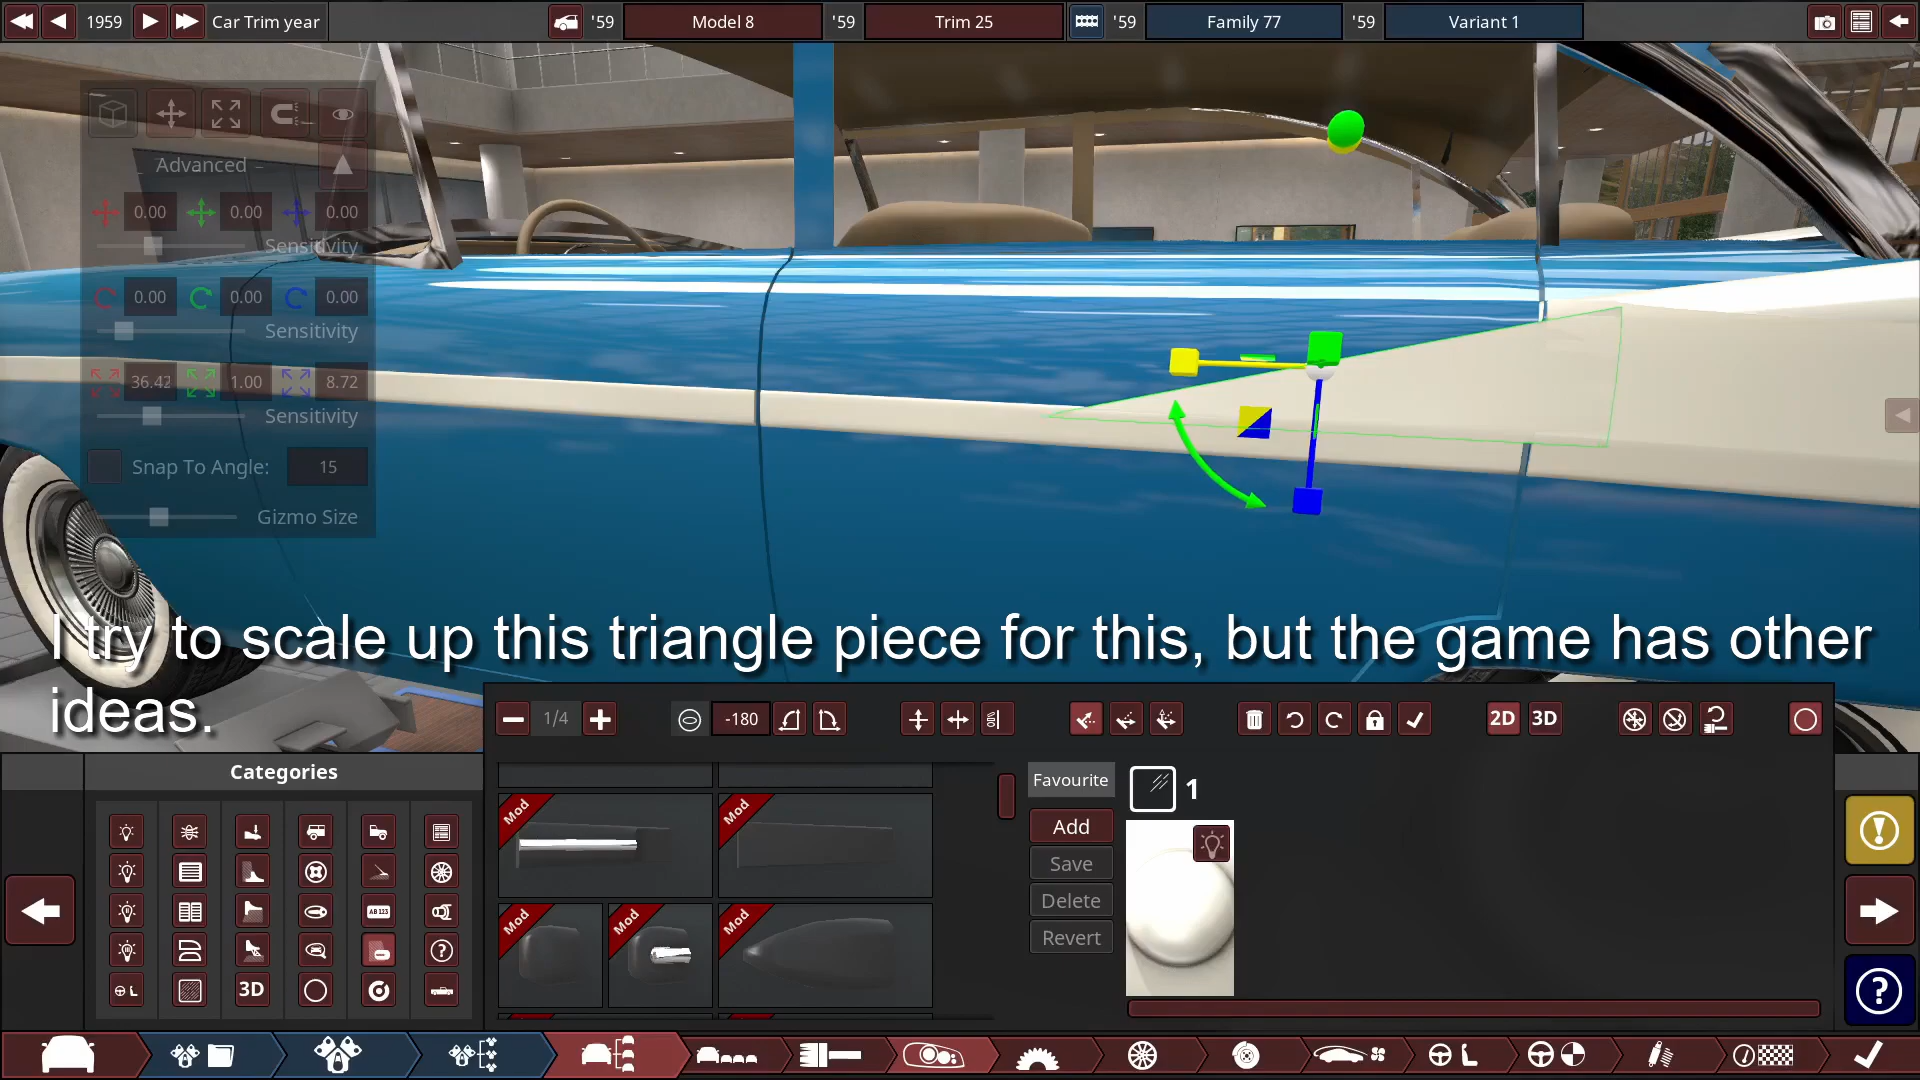 1959
Car Trim year
'59
Model 8
'59
Trim 25
'59
Family 77
'59
Variant 1
Advanced
0.00
0.00
0.00
Sensitivity
0.00
0.00
0.00
Sensitivity
36.42
1.00
8.72
Sensitivity
Snap To Angle:
15
Gizmo Size
I try to scale up this triangle piece for this, but the game has other
ideas.
1/4
-180
2D
3D
Categories
AB 123
3D
L
Mod
Mod
Mod
Mod
Mod
Favourite
Add
Save
Delete
Revert
1